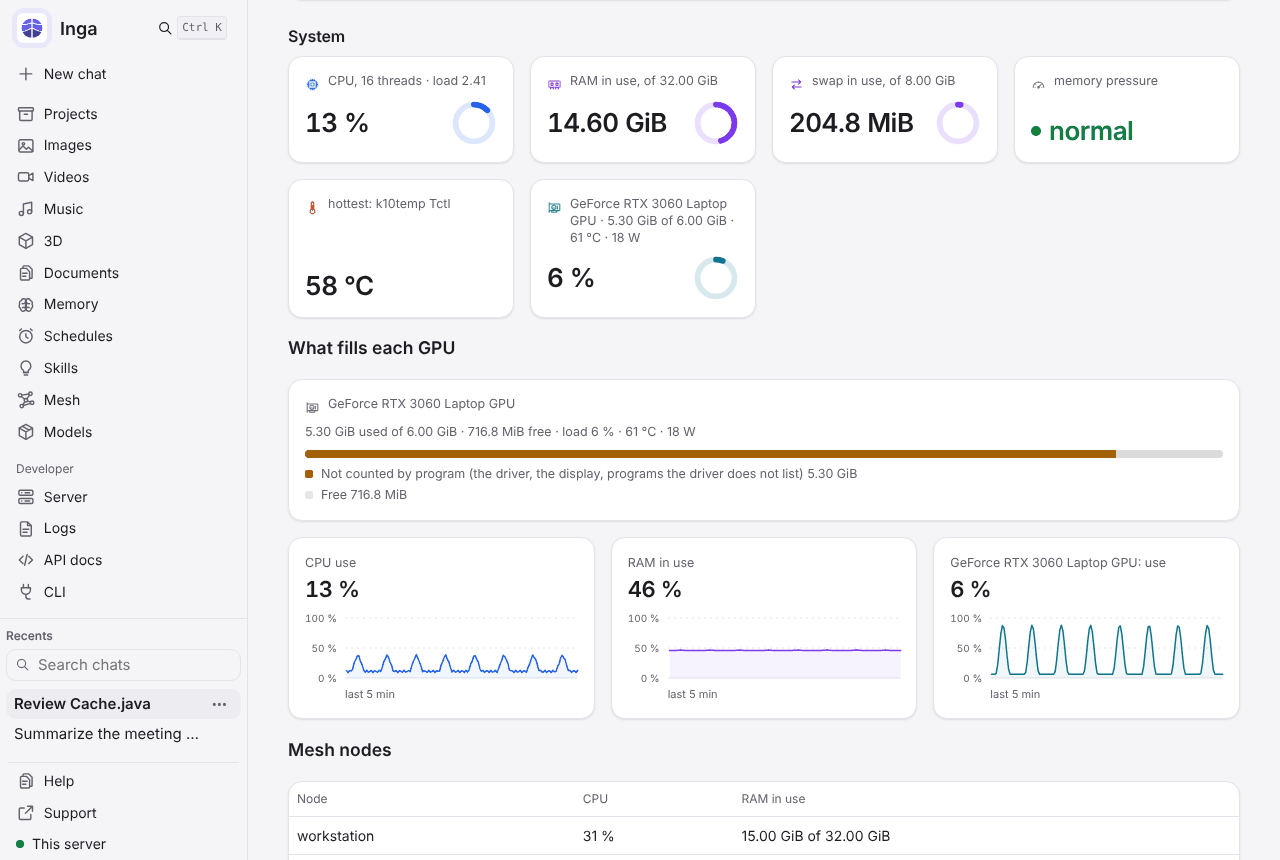 Inga
Ctrl K
New chat
Projects
Images
Videos
Music
3D
Documents
Memory
Schedules
Skills
Mesh
Models
Developer
Server
Logs
API docs
CLI
Recents
Search chats
Review Cache.java
Summarize the meeting ...
Help
Support
This server
System
CPU, 16 threads · load 2.41
13 %
RAM in use, of 32.00 GiB
14.60 GiB
swap in use, of 8.00 GiB
204.8 MiB
memory pressure
normal
hottest: k10temp Tctl
58 °C
GeForce RTX 3060 Laptop
GPU · 5.30 GiB of 6.00 GiB ·
61 °C · 18 W
6 %
What fills each GPU
GeForce RTX 3060 Laptop GPU
5.30 GiB used of 6.00 GiB · 716.8 MiB free · load 6 % · 61 °C · 18 W
Not counted by program (the driver, the display, programs the driver does not list) 5.30 GiB
Free 716.8 MiB
CPU use
13 %
100 %
50 %
0 %
last 5 min
RAM in use
46 %
100 %
50 %
0 %
last 5 min
GeForce RTX 3060 Laptop GPU: use
6 %
100 %
50 %
0 %
last 5 min
Mesh nodes
Node CPU RAM in use
workstation 31 % 15.00 GiB of 32.00 GiB